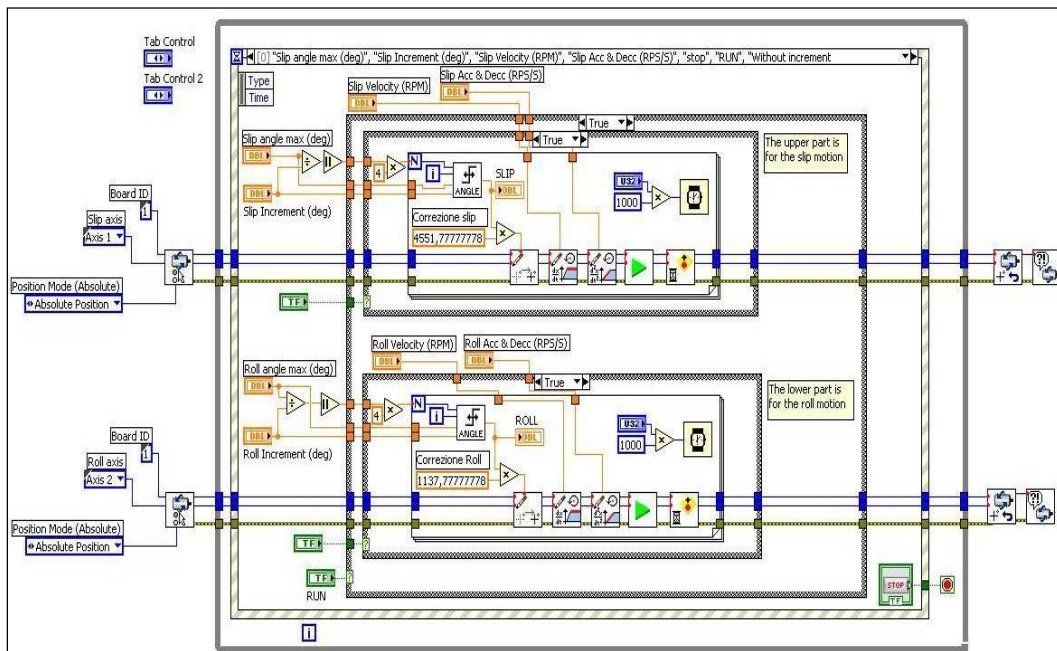 Tab Control
Tab Control 2
[0] "Slip angle max (deg)", "Slip Increment (deg)", "Slip Velocity (RPM)", "Slip Acc & Decc (RPS/S)", "stop", "RUN", "Without increment
Type
Time
Slip Acc & Decc (RPS/S)
DBL
Slip Velocity (RPM)
DBL
True
True
The upper part is
for the slip motion
Slip angle max (deg)
DBL
DBL
Slip Increment (deg)
4
N
i
ANGLE
SLIP
DBL
U32
1000
Correzione slip
4551,77777778
Board ID
1
Slip axis
Axis 1
Position Mode (Absolute)
Absolute Position
TF
?
?!
Roll Velocity (RPM)
DBL
Roll Acc & Decc (RPS/S)
DBL
True
The lower part is
for the roll motion
Roll angle max (deg)
DBL
DBL
Roll Increment (deg)
4
N
i
ANGLE
ROLL
DBL
U32
1000
Correzione Roll
1137,77777778
Board ID
1
Roll axis
Axis 2
Position Mode (Absolute)
Absolute Position
TF
?
?!
TF
?
RUN
STOP
TF
i